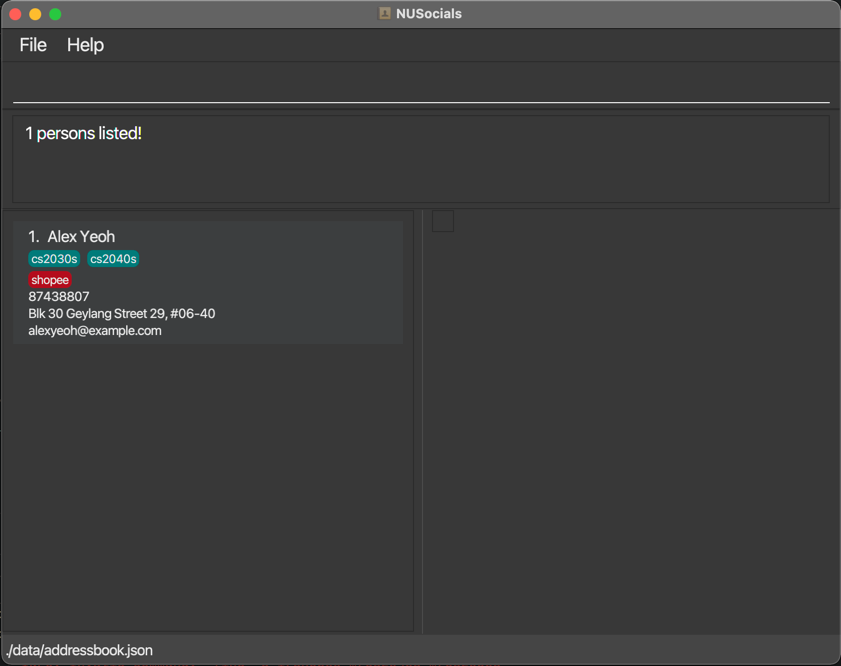 NUSocials
File Help
1 persons listed!
1. Alex Yeoh
cs2030s cs2040s
shopee
87438807
Blk 30 Geylang Street 29, #06-40
alexyeoh@example.com
./data/addressbook.json